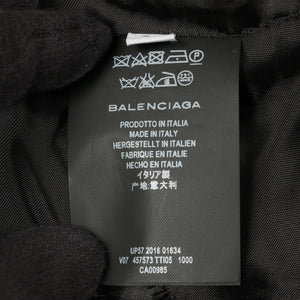 BALENCIAGA
PRODOTTO IN ITALIA
MADE IN ITALY
HERGESTELLT IN ITALIEN
FABRIQUE EN ITALIE
HECHO EN ITALIA
イタリア製
产地:意大利
UP57 2016 01634
V07 457573 TTI05 1000
CA00985